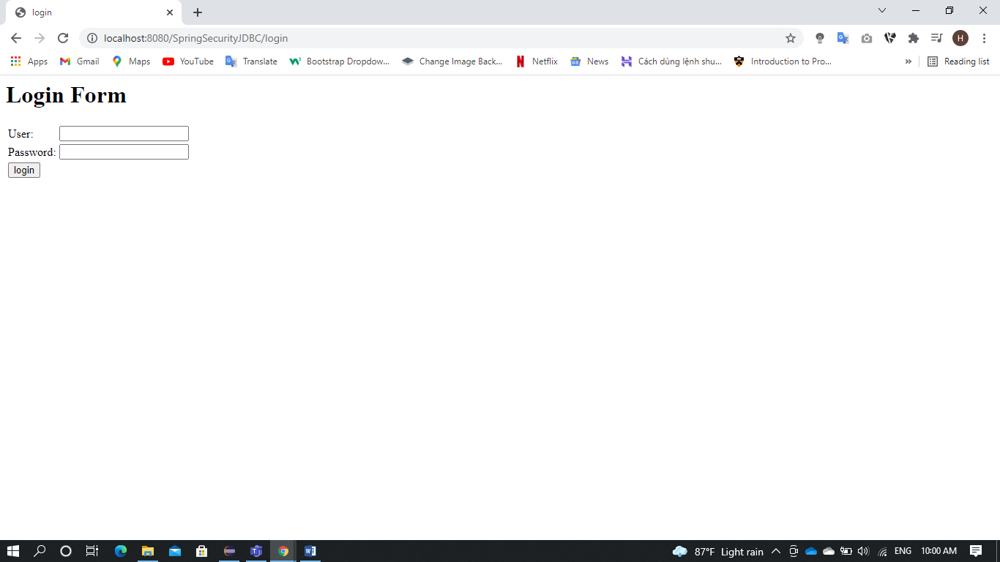 login
localhost:8080/SpringSecurityJDBC/login
H
Apps Gmail Maps YouTube Translate Bootstrap Dropdow... Change Image Back... Netflix News Cách dùng lệnh shu... Introduction to Pro... » Reading list
Login Form
User:
Password:
login
87°F Light rain ENG 10:00 AM